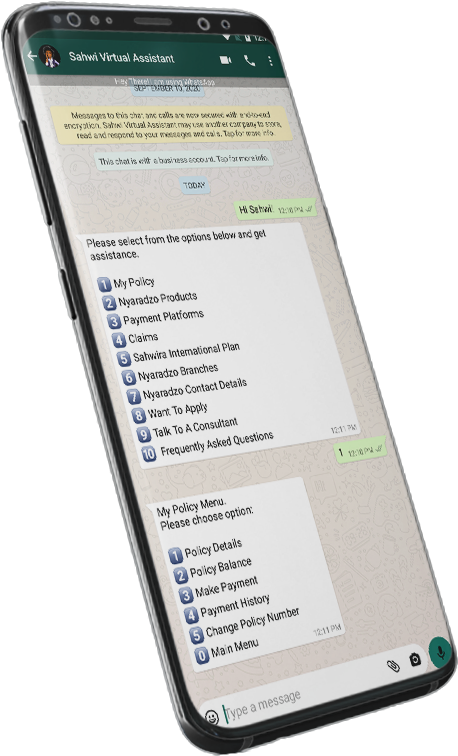 Sahwi Virtual Assistant
Hey There! I am using WhatsApp
SEPTEMBER 10, 2020
Messages to this chat and calls are now secured with end-to-end
encryption. Sahwi Virtual Assistant may use another company to store,
read and respond to your messages and calls. Tap for more info.
This chat is with a business account. Tap for more info.
TODAY
Hi Sahwi! 12:10 PM
Please select from the options below and get
assistance.
1 My Policy
2 Nyaradzo Products
3 Payment Platforms
4 Claims
5 Sahwira International Plan
6 Nyaradzo Branches
7 Nyaradzo Contact Details
8 Want To Apply
9 Talk To A Consultant
10 Frequently Asked Questions
12:11 PM
1 12:10 PM
My Policy Menu.
Please choose option:
1 Policy Details
2 Policy Balance
3 Make Payment
4 Payment History
5 Change Policy Number
0 Main Menu
12:11 PM
Type a message